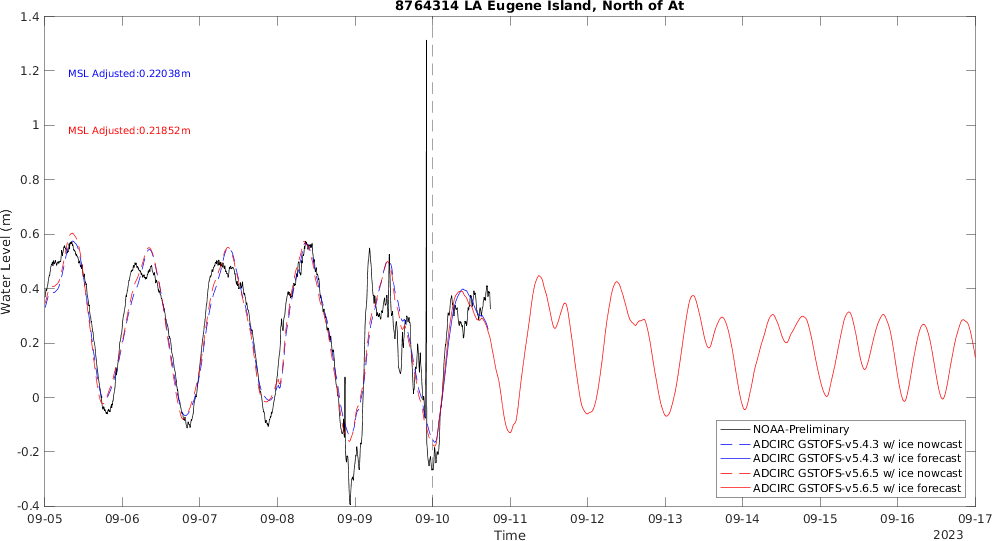 8764314 LA Eugene Island, North of At
1.4
1.2
1
0.8
0.6
0.4
0.2
0
-0.2
-0.4
Water Level (m)
MSL Adjusted:0.22038m
MSL Adjusted:0.21852m
NOAA-Preliminary
ADCIRC GSTOFS-v5.4.3 w/ ice nowcast
ADCIRC GSTOFS-v5.4.3 w/ ice forecast
ADCIRC GSTOFS-v5.6.5 w/ ice nowcast
ADCIRC GSTOFS-v5.6.5 w/ ice forecast
09-05 09-06 09-07 09-08 09-09 09-10 09-11 09-12 09-13 09-14 09-15 09-16 09-17
Time
2023